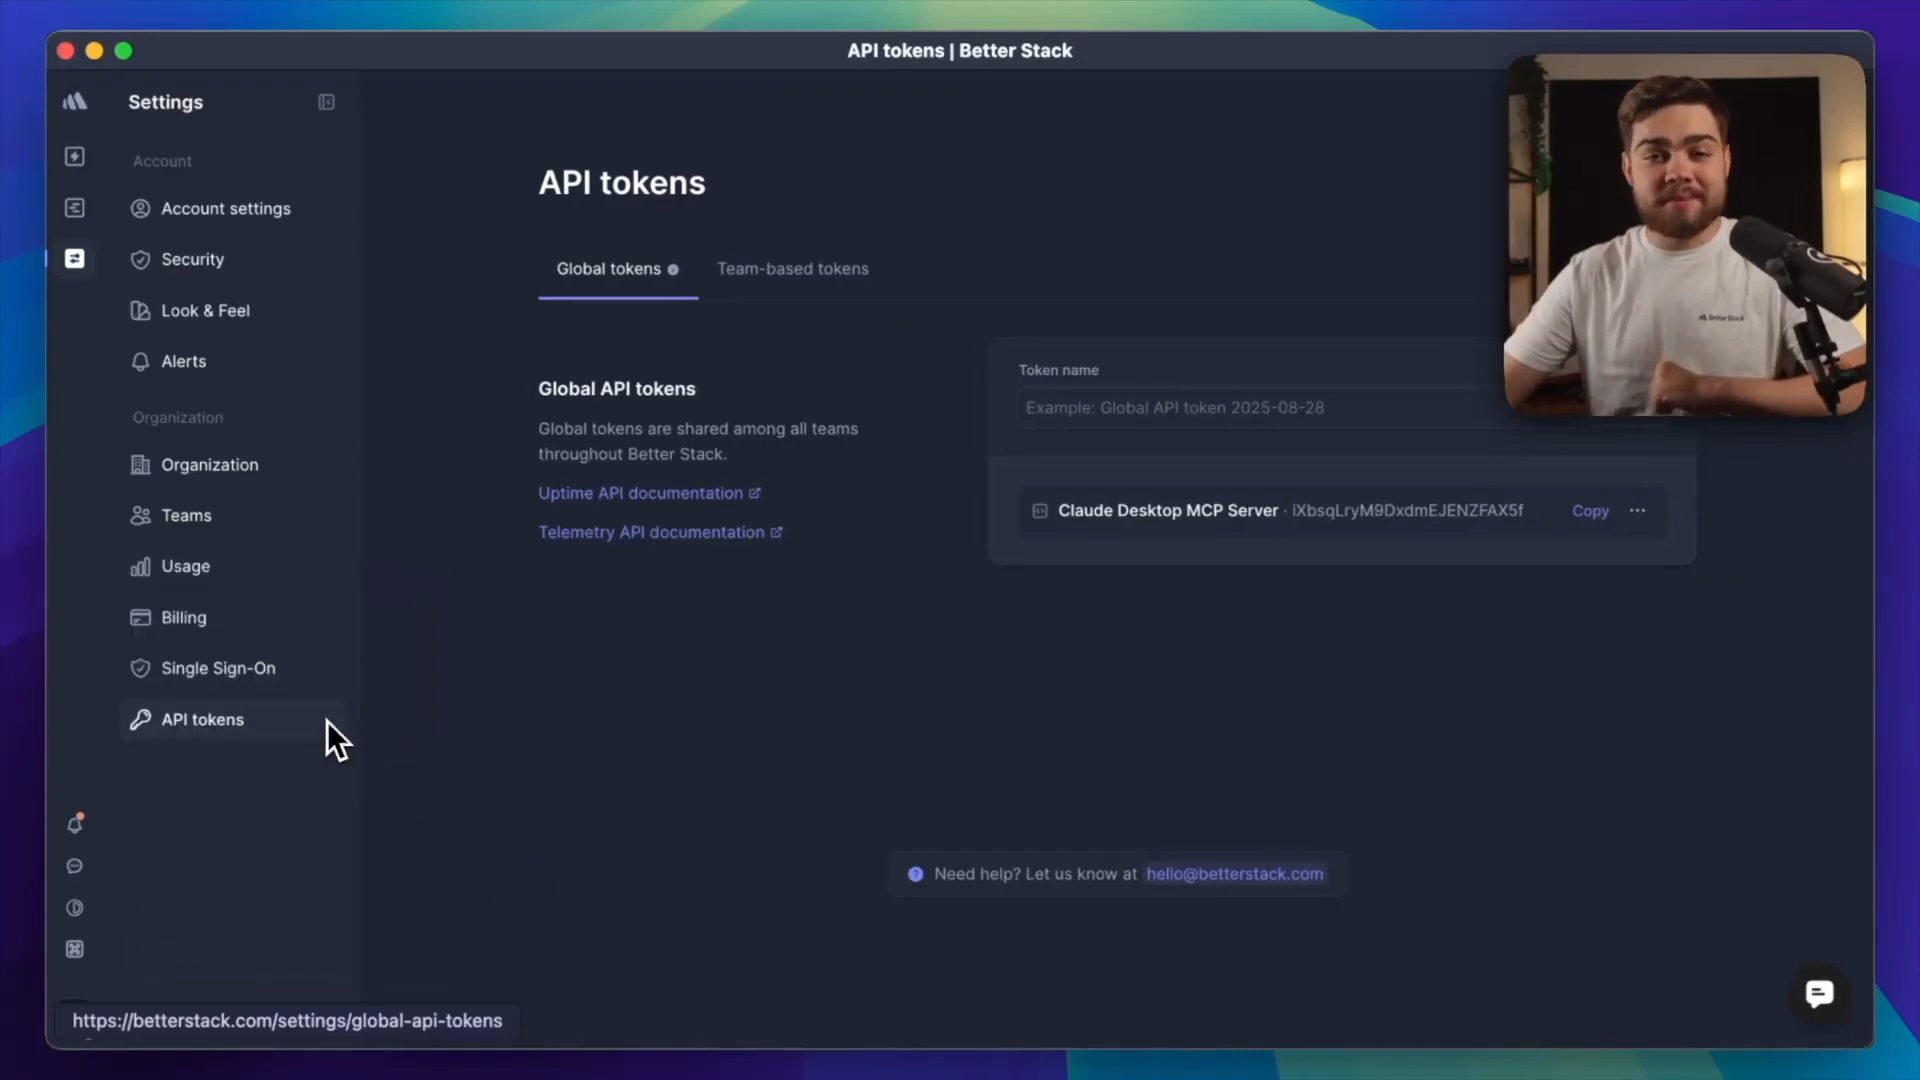 API tokens | Better Stack
Settings
Account
Account settings
Security
Look & Feel
Alerts
Organization
Organization
Teams
Usage
Billing
Single Sign-On
API tokens
API tokens
Global tokens
Team-based tokens
Global API tokens
Global tokens are shared among all teams
throughout Better Stack.
Uptime API documentation
Telemetry API documentation
Token name
Example: Global API token 2025-08-28
Claude Desktop MCP Server · iXbsqLryM9DxdmEJENZFAX5f
Copy
Need help? Let us know at hello@betterstack.com
https://betterstack.com/settings/global-api-tokens
Better Stack